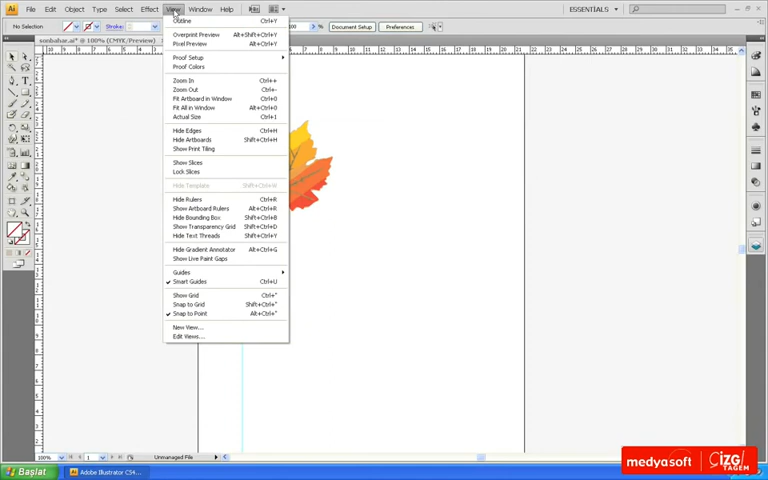 Ai File Edit Object Type Select Effect View Window Help
ESSENTIALS
No Selection Stroke: Document Setup Preferences
sonbahar.ai* @ 100% (CMYK/Preview)
Outline Ctrl+Y
Overprint Preview Alt+Shift+Ctrl+Y
Pixel Preview Alt+Ctrl+Y
Proof Setup
Proof Colors
Zoom In Ctrl++
Zoom Out Ctrl+-
Fit Artboard in Window Ctrl+0
Fit All in Window Alt+Ctrl+0
Actual Size Ctrl+1
Hide Edges Ctrl+H
Hide Artboards Shift+Ctrl+H
Show Print Tiling
Show Slices
Lock Slices
Hide Template Shift+Ctrl+W
Hide Rulers Ctrl+R
Show Artboard Rulers Alt+Ctrl+R
Hide Bounding Box Shift+Ctrl+B
Show Transparency Grid Shift+Ctrl+D
Hide Text Threads Shift+Ctrl+Y
Hide Gradient Annotator Alt+Ctrl+G
Show Live Paint Gaps
Guides
Smart Guides Ctrl+U
Show Grid Ctrl+"
Snap to Grid Shift+Ctrl+"
Snap to Point Alt+Ctrl+"
New View...
Edit Views...
100% 1 Unmanaged File
medyasoft ÇİZGİ TAGEM
Başlat Ai Adobe Illustrator CS4...